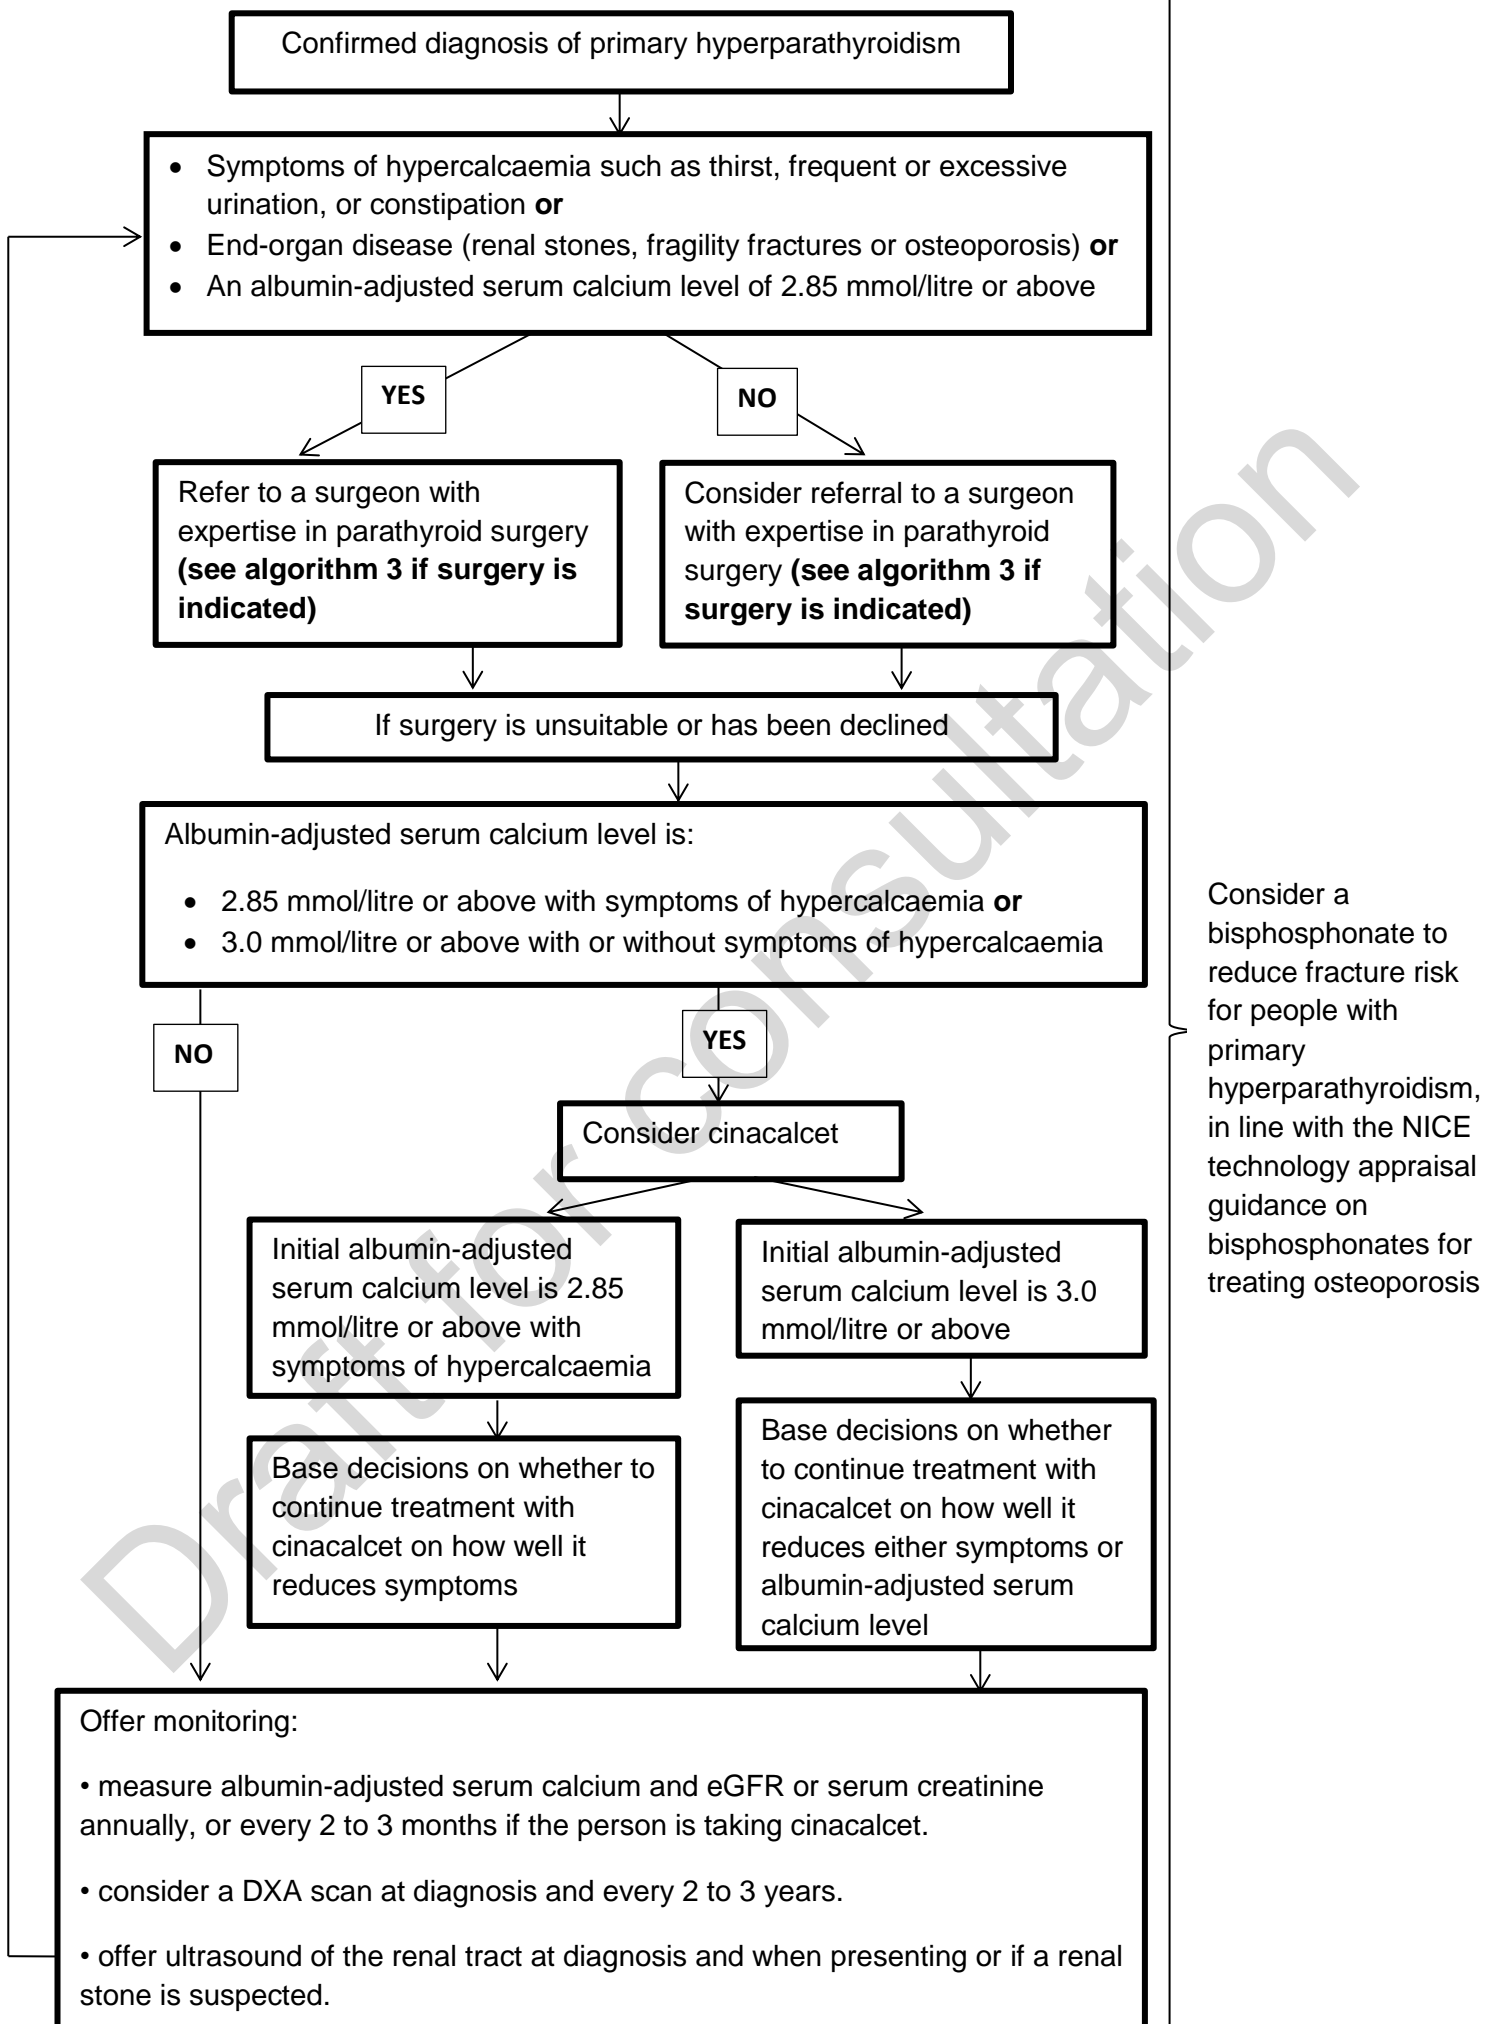 Confirmed diagnosis of primary hyperparathyroidism
• Symptoms of hypercalcaemia such as thirst, frequent or excessive
urination, or constipation or
• End-organ disease (renal stones, fragility fractures or osteoporosis) or
• An albumin-adjusted serum calcium level of 2.85 mmol/litre or above
YES
NO
Refer to a surgeon with
expertise in parathyroid surgery
(see algorithm 3 if surgery is
indicated)
Consider referral to a surgeon
with expertise in parathyroid
surgery (see algorithm 3 if
surgery is indicated)
If surgery is unsuitable or has been declined
Albumin-adjusted serum calcium level is:
• 2.85 mmol/litre or above with symptoms of hypercalcaemia or
• 3.0 mmol/litre or above with or without symptoms of hypercalcaemia
NO
YES
Consider cinacalcet
Initial albumin-adjusted
serum calcium level is 2.85
mmol/litre or above with
symptoms of hypercalcaemia
Initial albumin-adjusted
serum calcium level is 3.0
mmol/litre or above
Base decisions on whether to
continue treatment with
cinacalcet on how well it
reduces symptoms
Base decisions on whether
to continue treatment with
cinacalcet on how well it
reduces either symptoms or
albumin-adjusted serum
calcium level
Offer monitoring:
• measure albumin-adjusted serum calcium and eGFR or serum creatinine
annually, or every 2 to 3 months if the person is taking cinacalcet.
• consider a DXA scan at diagnosis and every 2 to 3 years.
• offer ultrasound of the renal tract at diagnosis and when presenting or if a renal
stone is suspected.
Consider a
bisphosphonate to
reduce fracture risk
for people with
primary
hyperparathyroidism,
in line with the NICE
technology appraisal
guidance on
bisphosphonates for
treating osteoporosis
Draft for consultation